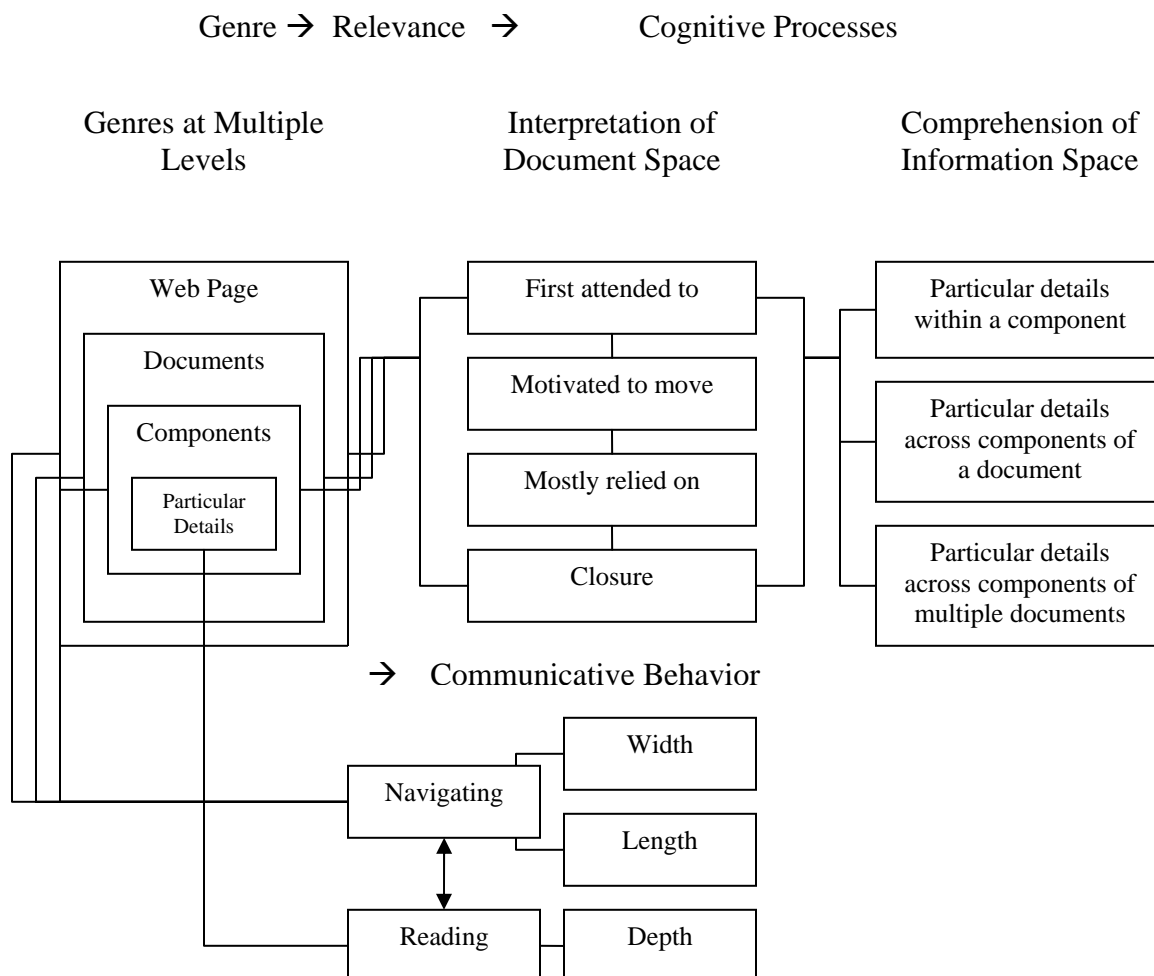 Genre → Relevance → Cognitive Processes
Genres at Multiple
Levels
Interpretation of
Document Space
Comprehension of
Information Space
Web Page
Documents
Components
Particular
Details
First attended to
Motivated to move
Mostly relied on
Closure
Particular details
within a component
Particular details
across components of
a document
Particular details
across components of
multiple documents
→ Communicative Behavior
Navigating
Width
Length
Reading
Depth